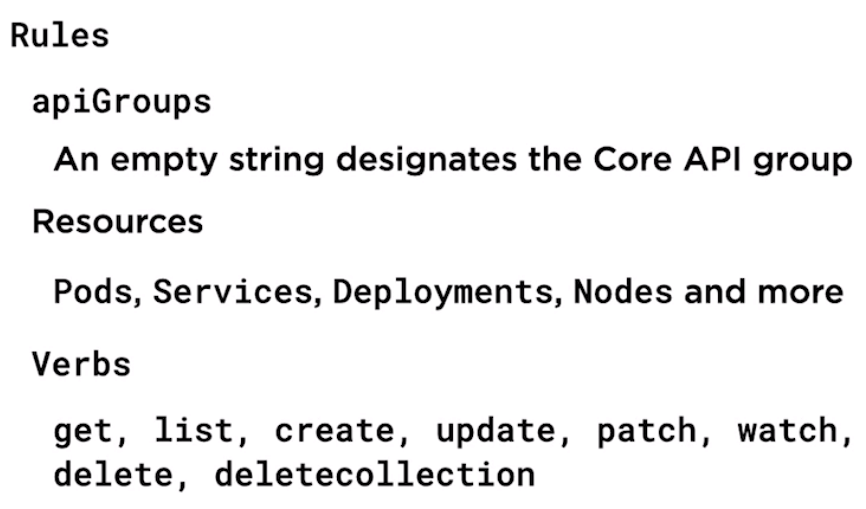 Rules
apiGroups
An empty string designates the Core API group
Resources
Pods, Services, Deployments, Nodes and more
Verbs
get, list, create, update, patch, watch,
delete, deletecollection